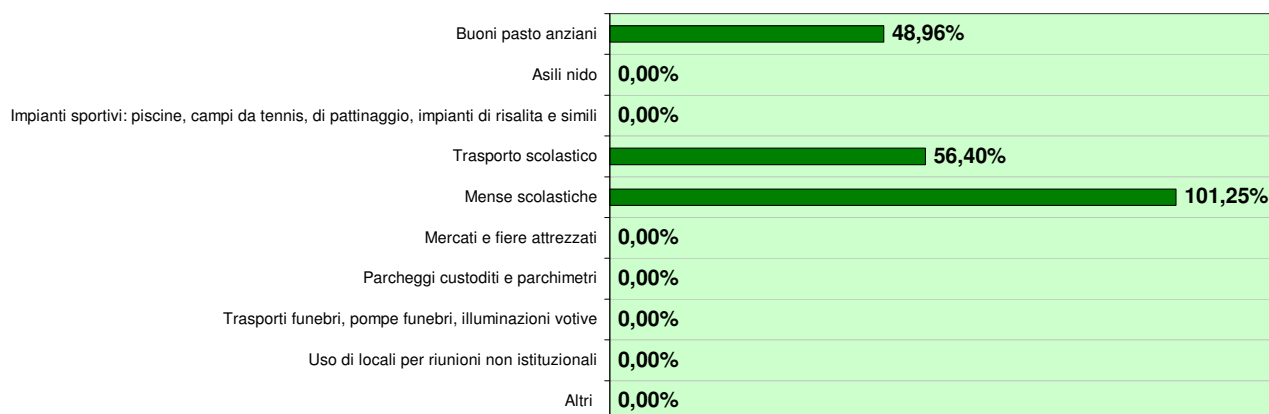 Buoni pasto anziani 48,96%
Asili nido 0,00%
Impianti sportivi: piscine, campi da tennis, di pattinaggio, impianti di risalita e simili 0,00%
Trasporto scolastico 56,40%
Mense scolastiche 101,25%
Mercati e fiere attrezzati 0,00%
Parcheggi custoditi e parchimetri 0,00%
Trasporti funebri, pompe funebri, illuminazioni votive 0,00%
Uso di locali per riunioni non istituzionali 0,00%
Altri 0,00%